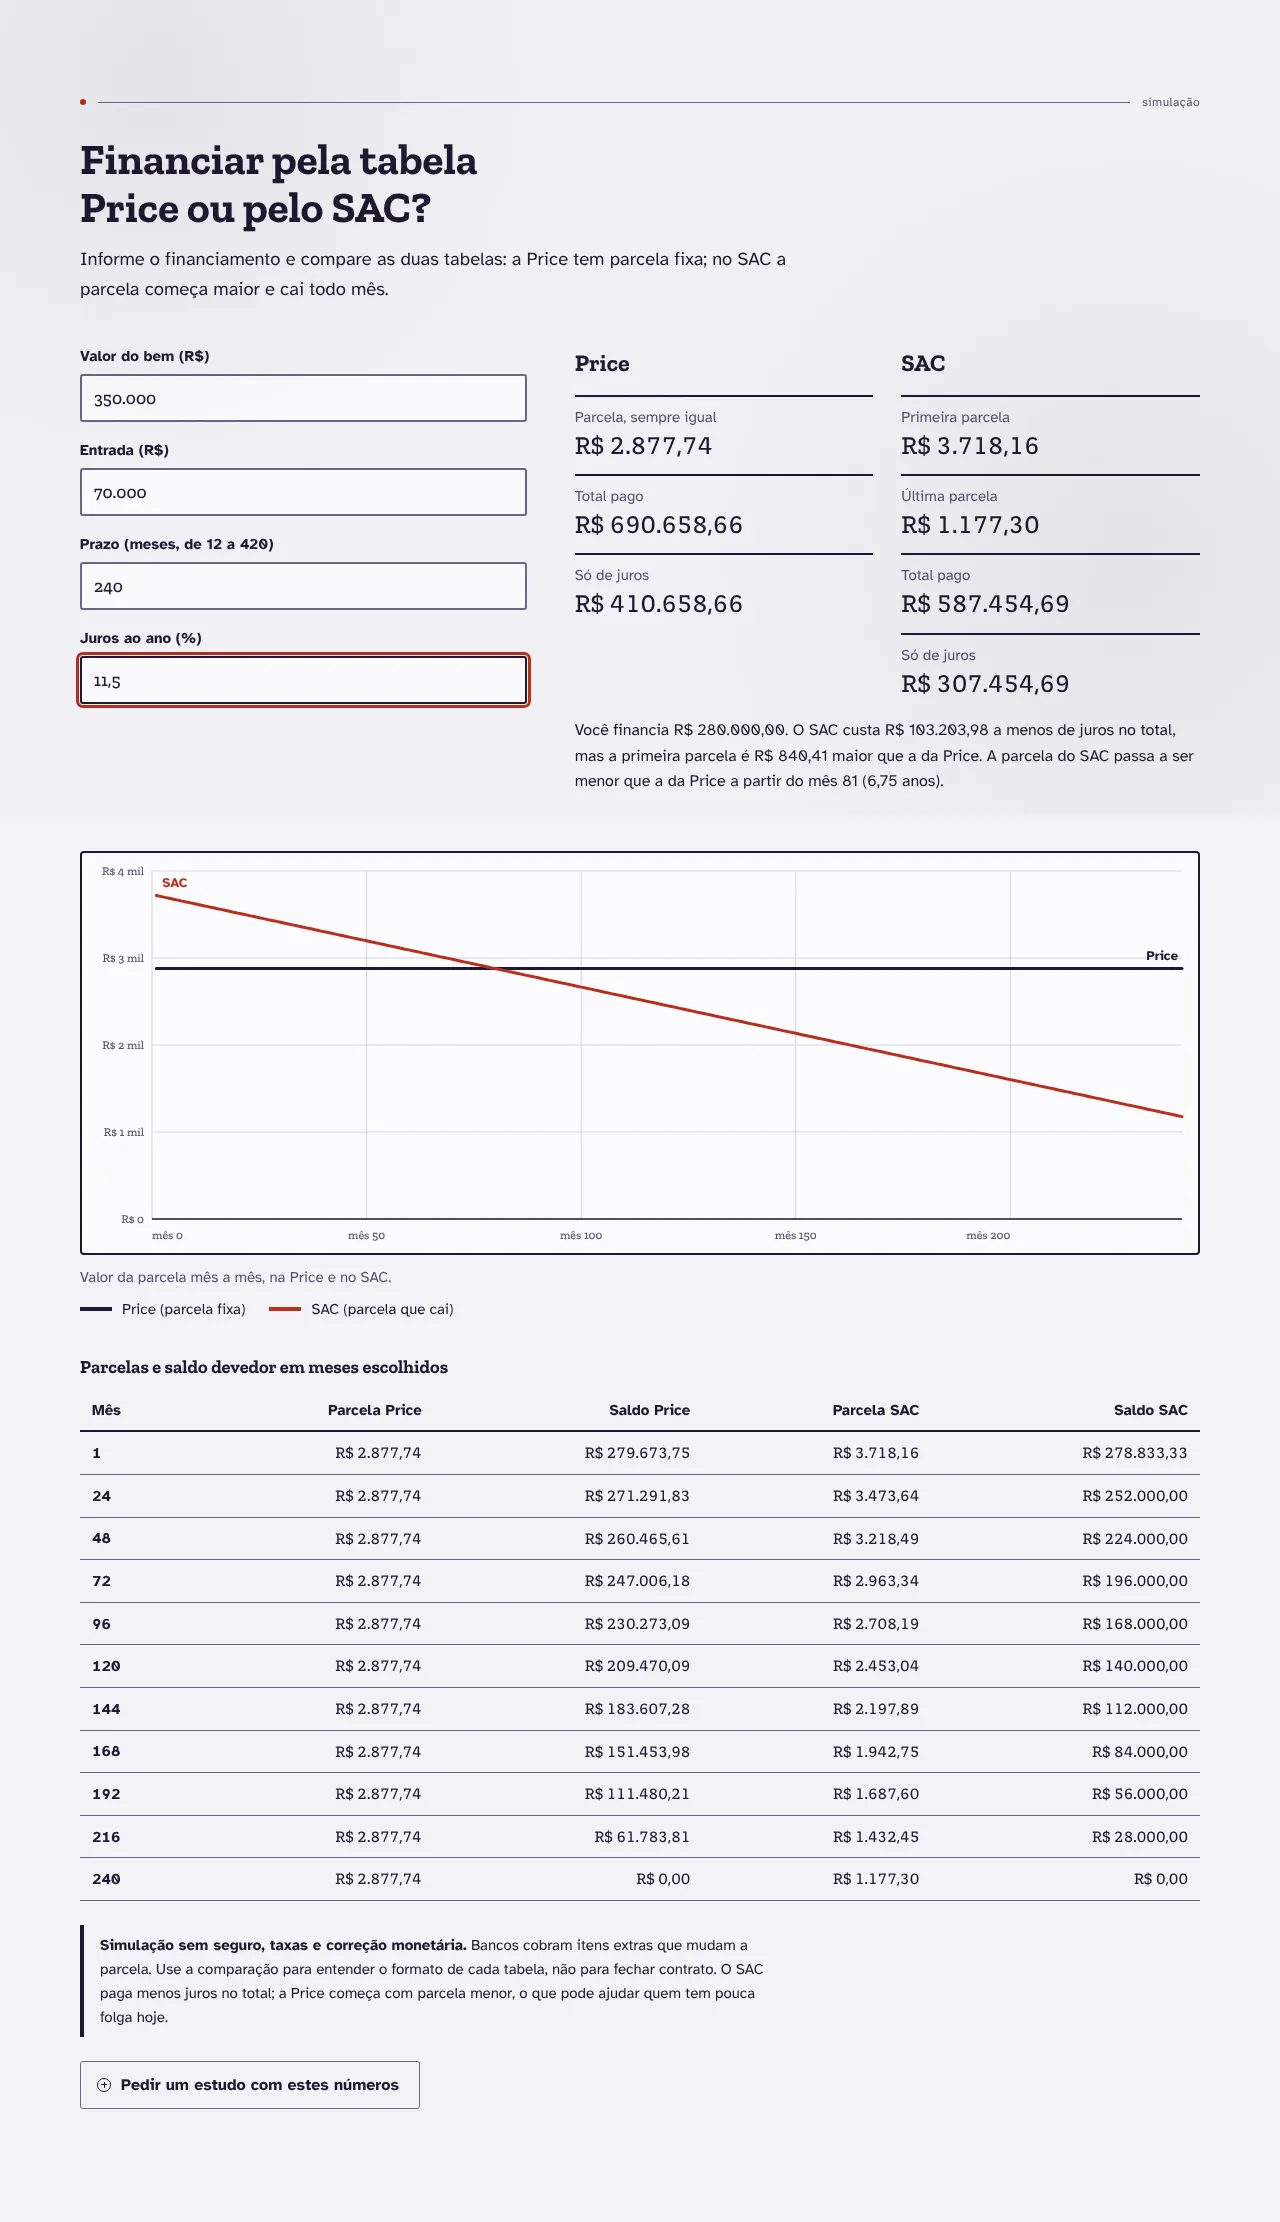 simulação
Financiar pela tabela
Price ou pelo SAC?
Informe o financiamento e compare as duas tabelas: a Price tem parcela fixa; no SAC a
parcela começa maior e cai todo mês.
Valor do bem (R$)
350.000
Entrada (R$)
70.000
Prazo (meses, de 12 a 420)
240
Juros ao ano (%)
11,5
Price
Parcela, sempre igual
R$ 2.877,74
Total pago
R$ 690.658,66
Só de juros
R$ 410.658,66
SAC
Primeira parcela
R$ 3.718,16
Última parcela
R$ 1.177,30
Total pago
R$ 587.454,69
Só de juros
R$ 307.454,69
Você financia R$ 280.000,00. O SAC custa R$ 103.203,98 a menos de juros no total,
mas a primeira parcela é R$ 840,41 maior que a da Price. A parcela do SAC passa a ser
menor que a da Price a partir do mês 81 (6,75 anos).
R$ 4 mil
SAC
R$ 3 mil
Price
R$ 2 mil
R$ 1 mil
R$ 0
mês 0 mês 50 mês 100 mês 150 mês 200
Valor da parcela mês a mês, na Price e no SAC.
Price (parcela fixa) SAC (parcela que cai)
Parcelas e saldo devedor em meses escolhidos
Mês Parcela Price Saldo Price Parcela SAC Saldo SAC
1 R$ 2.877,74 R$ 279.673,75 R$ 3.718,16 R$ 278.833,33
24 R$ 2.877,74 R$ 271.291,83 R$ 3.473,64 R$ 252.000,00
48 R$ 2.877,74 R$ 260.465,61 R$ 3.218,49 R$ 224.000,00
72 R$ 2.877,74 R$ 247.006,18 R$ 2.963,34 R$ 196.000,00
96 R$ 2.877,74 R$ 230.273,09 R$ 2.708,19 R$ 168.000,00
120 R$ 2.877,74 R$ 209.470,09 R$ 2.453,04 R$ 140.000,00
144 R$ 2.877,74 R$ 183.607,28 R$ 2.197,89 R$ 112.000,00
168 R$ 2.877,74 R$ 151.453,98 R$ 1.942,75 R$ 84.000,00
192 R$ 2.877,74 R$ 111.480,21 R$ 1.687,60 R$ 56.000,00
216 R$ 2.877,74 R$ 61.783,81 R$ 1.432,45 R$ 28.000,00
240 R$ 2.877,74 R$ 0,00 R$ 1.177,30 R$ 0,00
Simulação sem seguro, taxas e correção monetária. Bancos cobram itens extras que mudam a
parcela. Use a comparação para entender o formato de cada tabela, não para fechar contrato. O SAC
paga menos juros no total; a Price começa com parcela menor, o que pode ajudar quem tem pouca
folga hoje.
Pedir um estudo com estes números